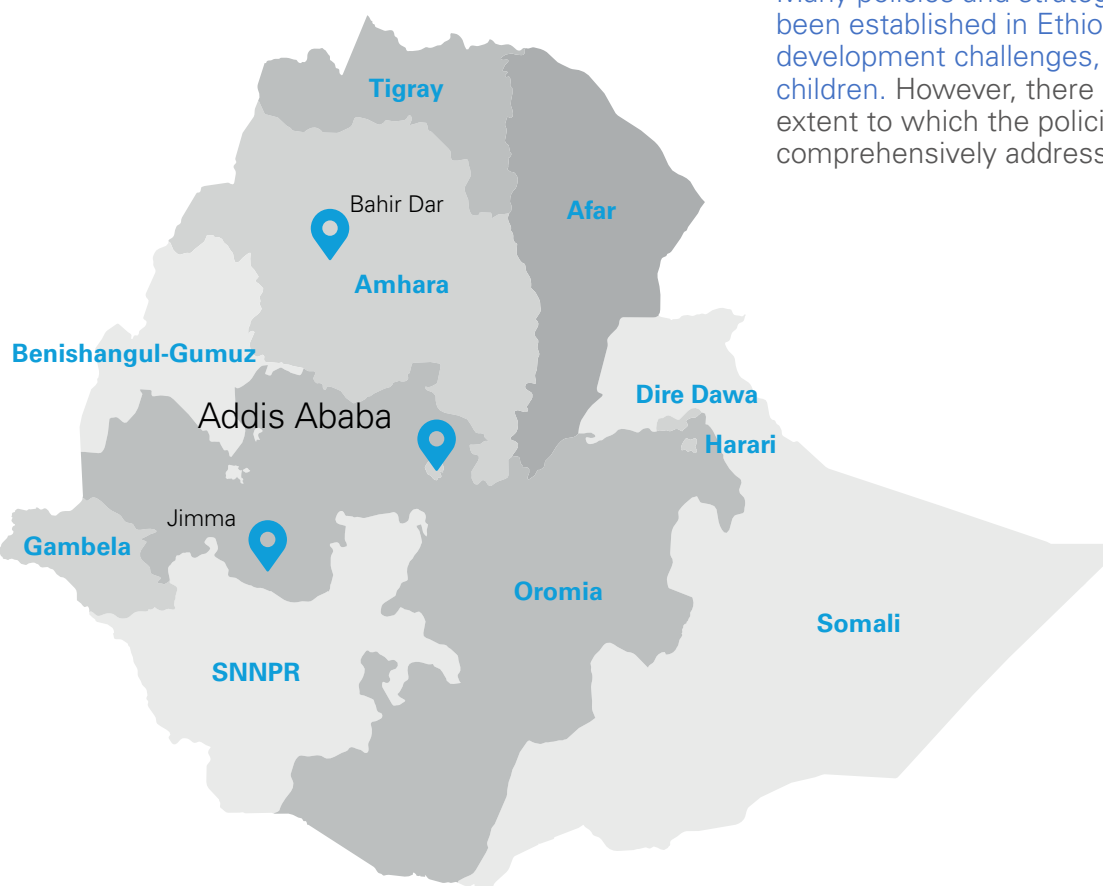 been established in Ethio
development challenges,
children. However, there
extent to which the polici
comprehensively address
Tigray
Bahir Dar
Afar
Amhara
Benishangul-Gumuz
Dire Dawa
Addis Ababa
Harari
Jimma
Gambela
Oromia
Somali
SNNPR